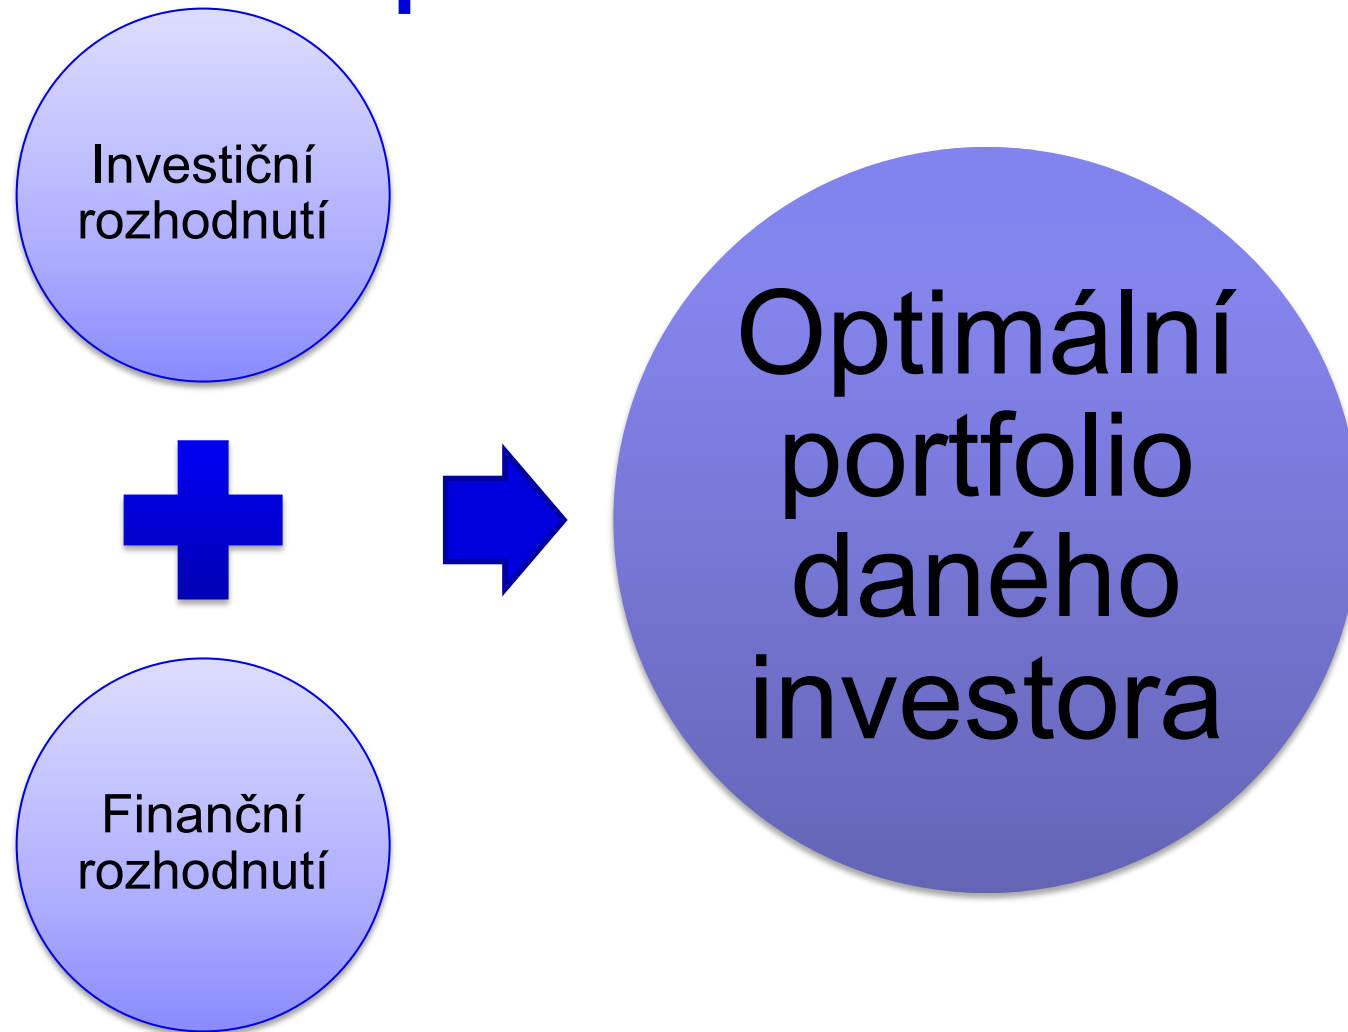 Investiční
rozhodnutí
Optimální
portfolio
daného
investora
Finanční
rozhodnutí